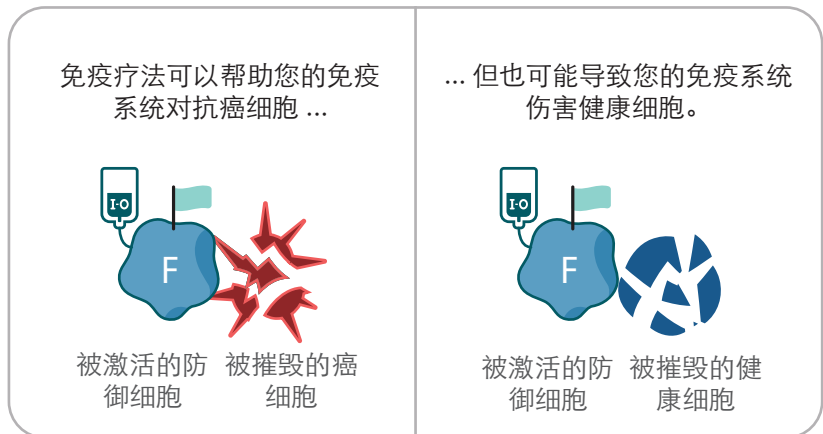 免疫疗法可以帮助您的免疫
系统对抗癌细胞 ...
I-O
F
被激活的防
御细胞
被摧毁的癌
细胞
... 但也可能导致您的免疫系统
伤害健康细胞。
I-O
F
被激活的防
御细胞
被摧毁的健
康细胞